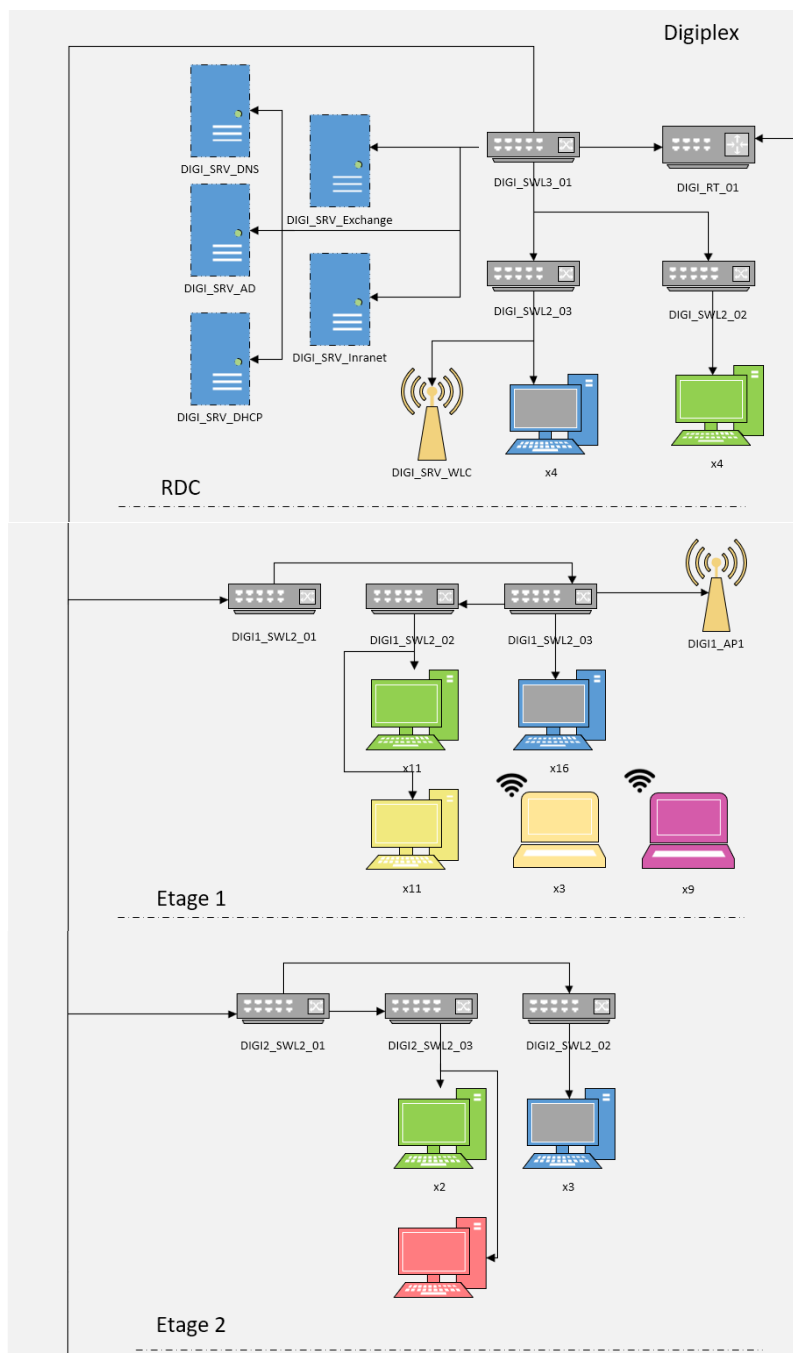 Digiplex
DIGI_SRV_DNS
DIGI_SRV_Exchange
DIGI_SWL3_01
DIGI_RT_01
DIGI_SRV_AD
DIGI_SRV_Inranet
DIGI_SWL2_03
DIGI_SWL2_02
DIGI_SRV_DHCP
DIGI_SRV_WLC
x4
x4
RDC
DIGI1_SWL2_01
DIGI1_SWL2_02
DIGI1_SWL2_03
DIGI1_AP1
x11
x16
x11
x3
x9
Etage 1
DIGI2_SWL2_01
DIGI2_SWL2_03
DIGI2_SWL2_02
x2
x3
Etage 2